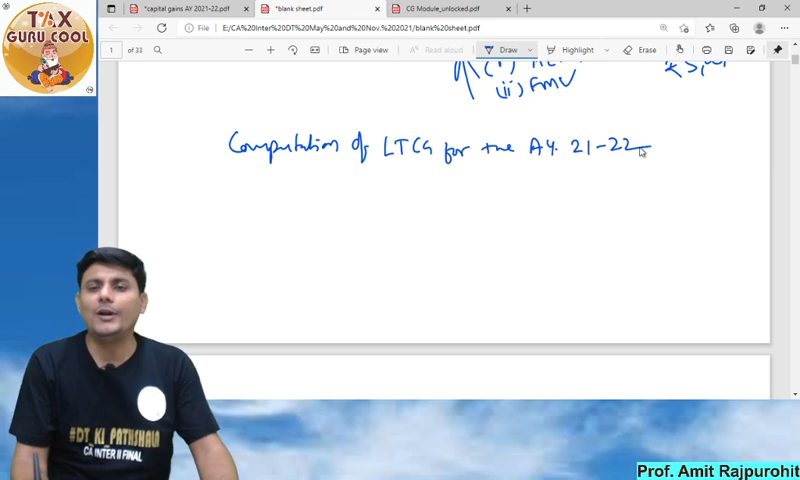 TAX
GURU COOL
*capital gains AY 2021-22.pdf
*blank sheet.pdf
CG Module_unlocked.pdf
File
E:/CA%20Inter%20DT%20May%20and%20Nov.%202021/blank%20sheet.pdf
1 of 33
Page view
Read aloud
Draw
Highlight
Erase
(ii) FMV
Computation of LTCG for the AY. 21-22
#DT KI PATHSHALA
CA INTER II FINAL
Prof. Amit Rajpurohit